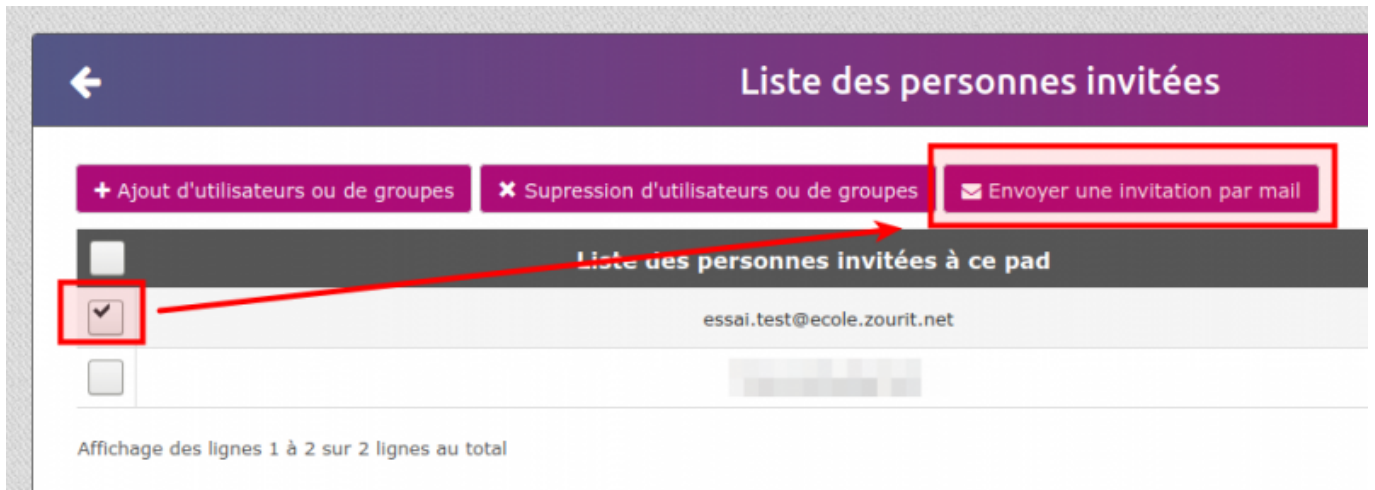 Liste des personnes invitées
Ajout d'utilisateurs ou de groupes
Supression d'utilisateurs ou de groupes
Envoyer une invitation par mail
Liste des personnes invitées à ce pad
essai.test@ecole.zourit.net
Affichage des lignes 1 à 2 sur 2 lignes au total